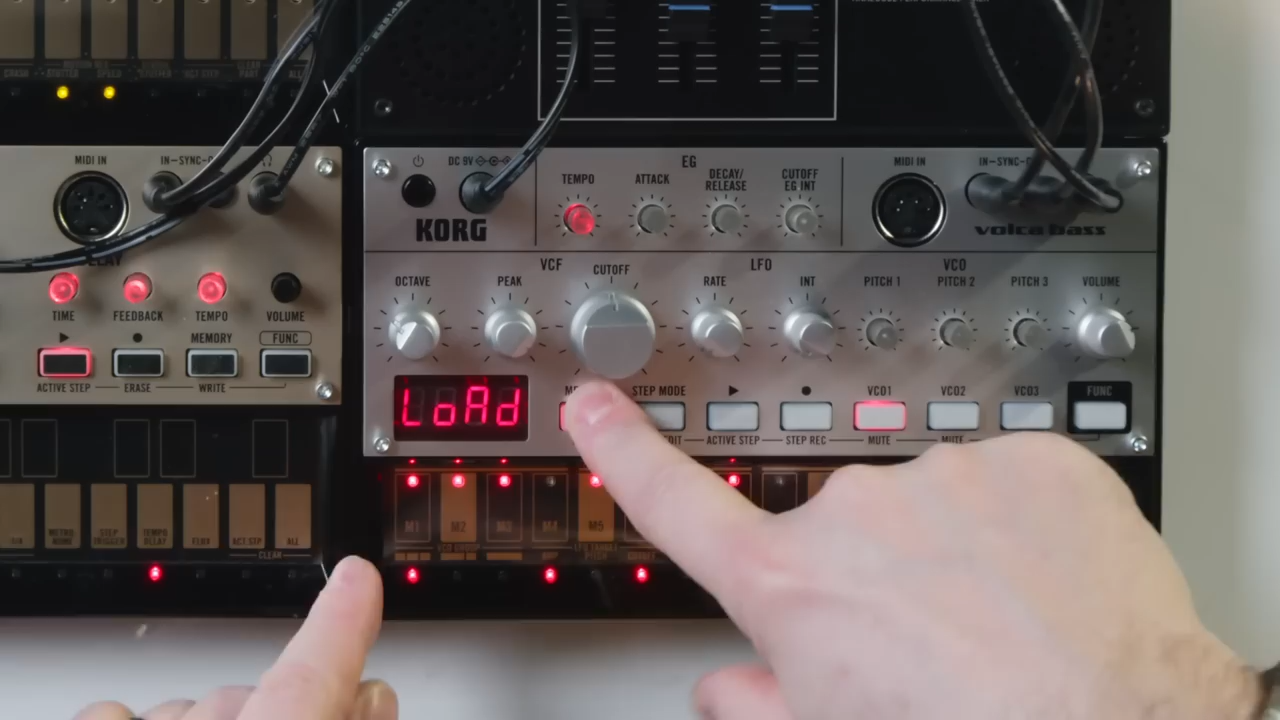 MIDI IN
IN-SYNC-O
TIME
FEEDBACK
TEMPO
VOLUME
MEMORY
FUNC
ACTIVE STEP
ERASE
WRITE
METRO NOME
STEP TRIGGER
TEMPO DELAY
FLUX
ACT.STP
ALL
CLEAR
DC 9V
KORG
EG
TEMPO
ATTACK
DECAY/
RELEASE
CUTOFF
EG INT
MIDI IN
IN-SYNC-O
volca bass
VCF
LFO
VCO
OCTAVE
PEAK
CUTOFF
RATE
INT
PITCH 1
PITCH 2
PITCH 3
VOLUME
LoAd
STEP MODE
VCO1
VCO2
VCO3
FUNC
ACTIVE STEP
STEP REC
MUTE
MUTE
M1
M2
M3
M4
M5